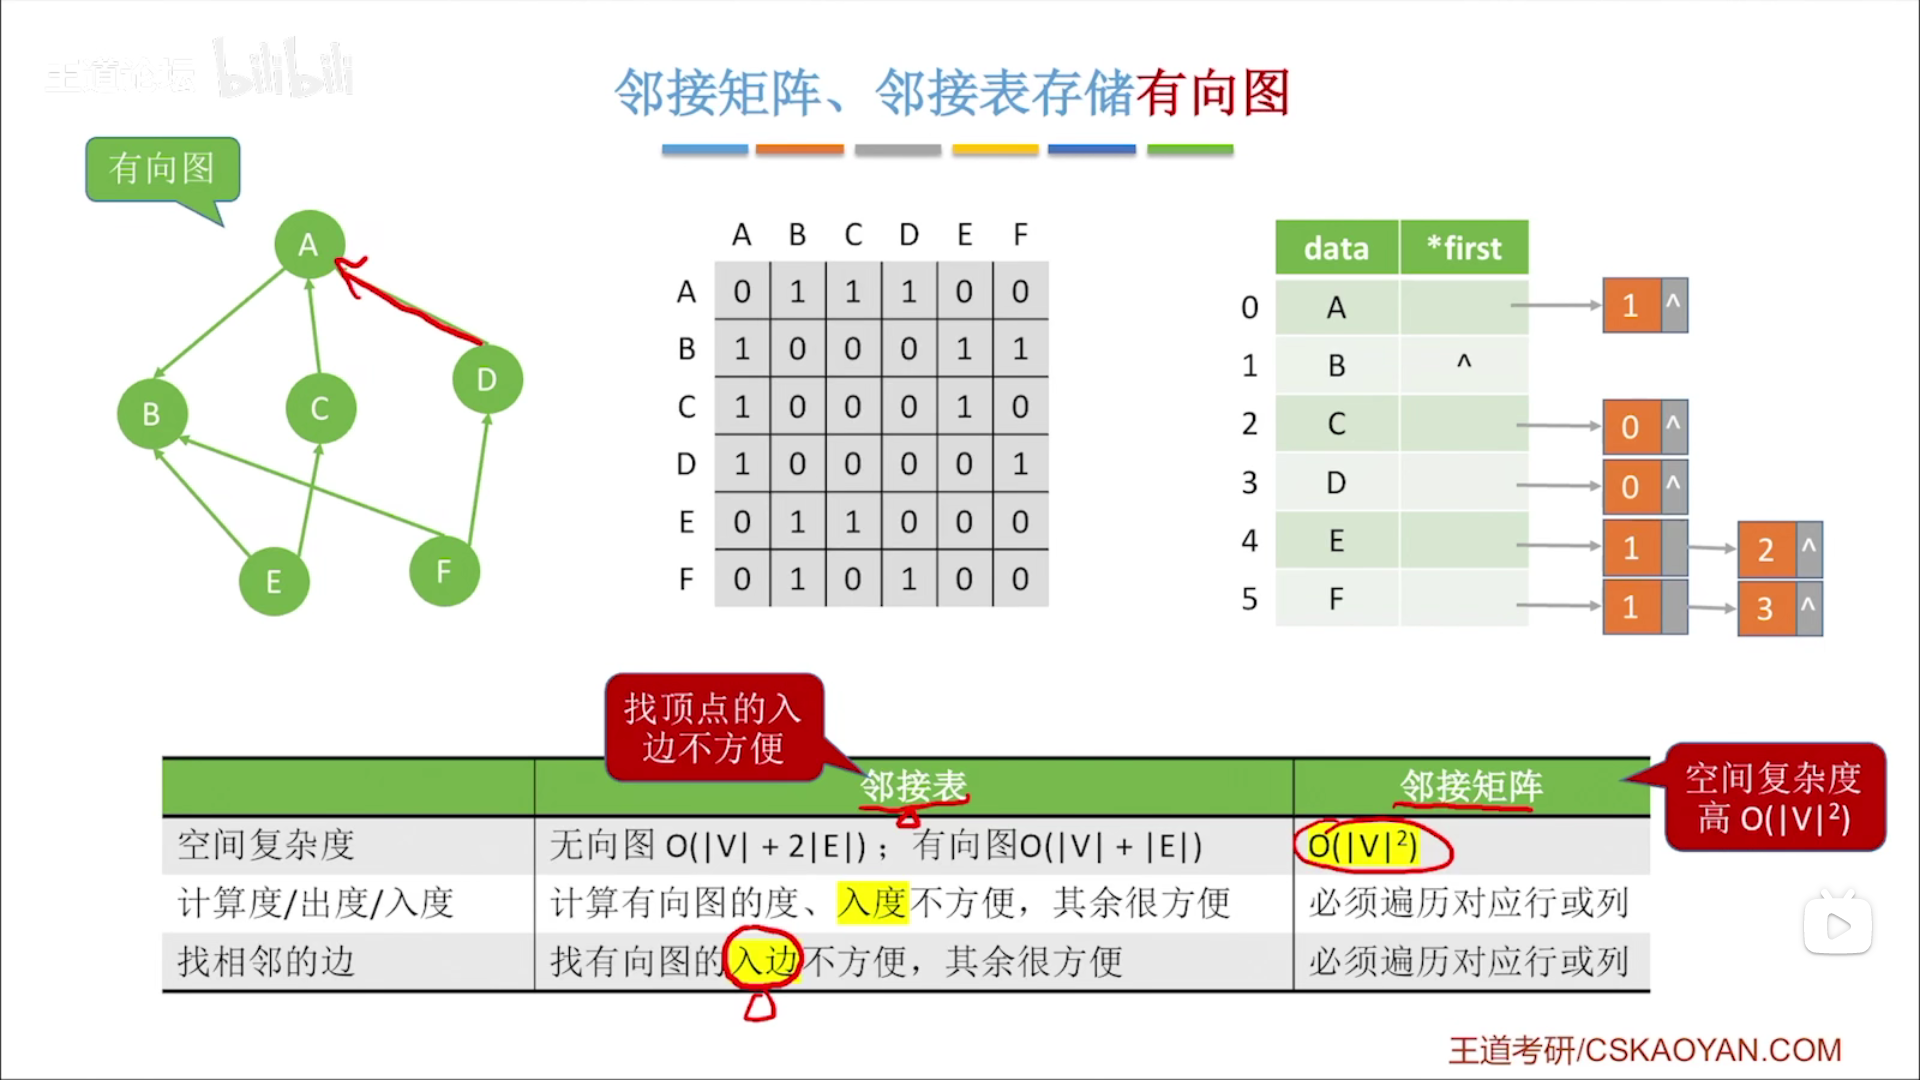 王道论坛 bilibili
邻接矩阵、邻接表存储有向图
有向图
A
B
C
D
E
F
A B C D E F
A 0 1 1 1 0 0
B 1 0 0 0 1 1
C 1 0 0 0 1 0
D 1 0 0 0 0 1
E 0 1 1 0 0 0
F 0 1 0 1 0 0
data *first
0 A 1 ^
1 B ^
2 C 0 ^
3 D 0 ^
4 E 1 2 ^
5 F 1 3 ^
找顶点的入
边不方便
空间复杂度
高 O(|V|²)
邻接表 邻接矩阵
空间复杂度 无向图 O(|V| + 2|E|)；有向图O(|V| + |E|) O(|V|²)
计算度/出度/入度 计算有向图的度、入度不方便，其余很方便 必须遍历对应行或列
找相邻的边 找有向图的入边不方便，其余很方便 必须遍历对应行或列
王道考研/CSKAOYAN.COM